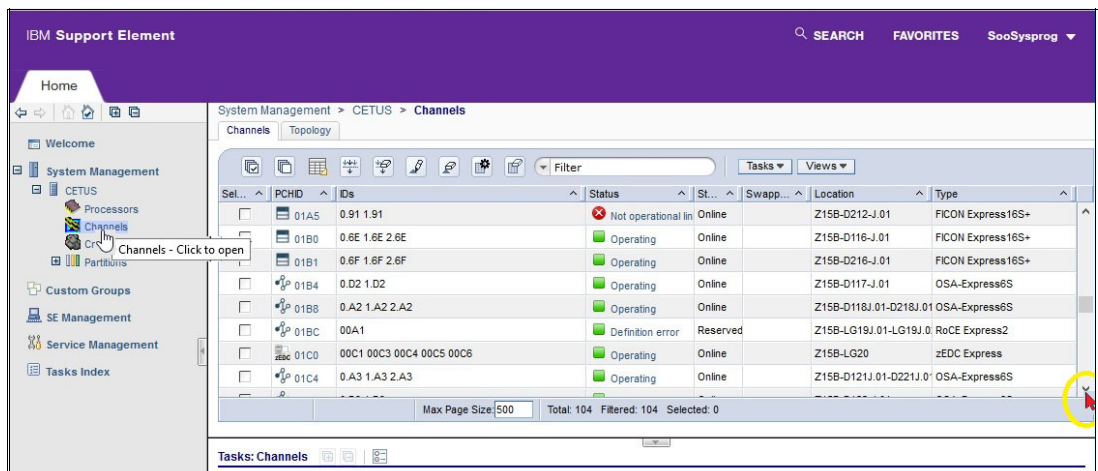 IBM Support Element
SEARCH FAVORITES SooSysprog
Home
System Management > CETUS > Channels
Channels Topology
Welcome
System Management
CETUS
Processors
Channels
Cr
Channels - Click to open
Partitions
Custom Groups
SE Management
Service Management
Tasks Index
Filter Tasks Views
Sel... PCHID IDs Status St... Swapp... Location Type
01A5 0.91 1.91 Not operational lin Online Z15B-D212-J.01 FICON Express16S+
01B0 0.6E 1.6E 2.6E Operating Online Z15B-D116-J.01 FICON Express16S+
01B1 0.6F 1.6F 2.6F Operating Online Z15B-D216-J.01 FICON Express16S+
01B4 0.D2 1.D2 Operating Online Z15B-D117-J.01 OSA-Express6S
01B8 0.A2 1.A2 2.A2 Operating Online Z15B-D118J.01-D218J.01 OSA-Express6S
01BC 00A1 Definition error Reserved Z15B-LG19J.01-LG19J.0 RoCE Express2
zEDC 01C0 00C1 00C3 00C4 00C5 00C6 Operating Online Z15B-LG20 zEDC Express
01C4 0.A3 1.A3 2.A3 Operating Online Z15B-D121J.01-D221J.01 OSA-Express6S
Max Page Size: 500 Total: 104 Filtered: 104 Selected: 0
Tasks: Channels